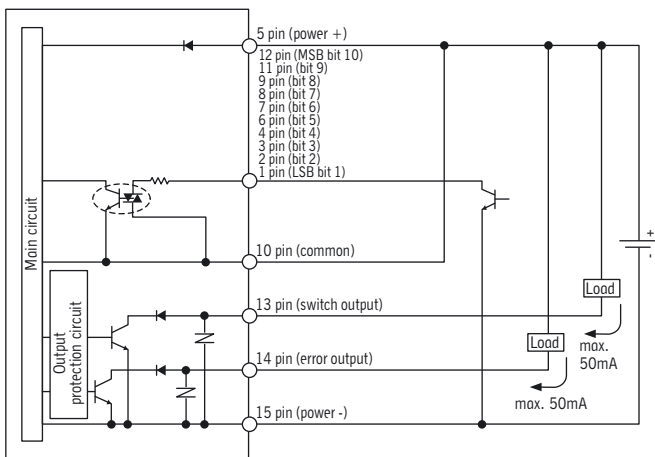 5 pin (power +)
12 pin (MSB bit 10)
11 pin (bit 9)
9 pin (bit 8)
8 pin (bit 7)
7 pin (bit 6)
6 pin (bit 5)
4 pin (bit 4)
3 pin (bit 3)
2 pin (bit 2)
1 pin (LSB bit 1)
Main circuit
10 pin (common)
+
-
Output
protection circuit
13 pin (switch output)
Load
max.
50mA
14 pin (error output)
Load
max. 50mA
15 pin (power -)